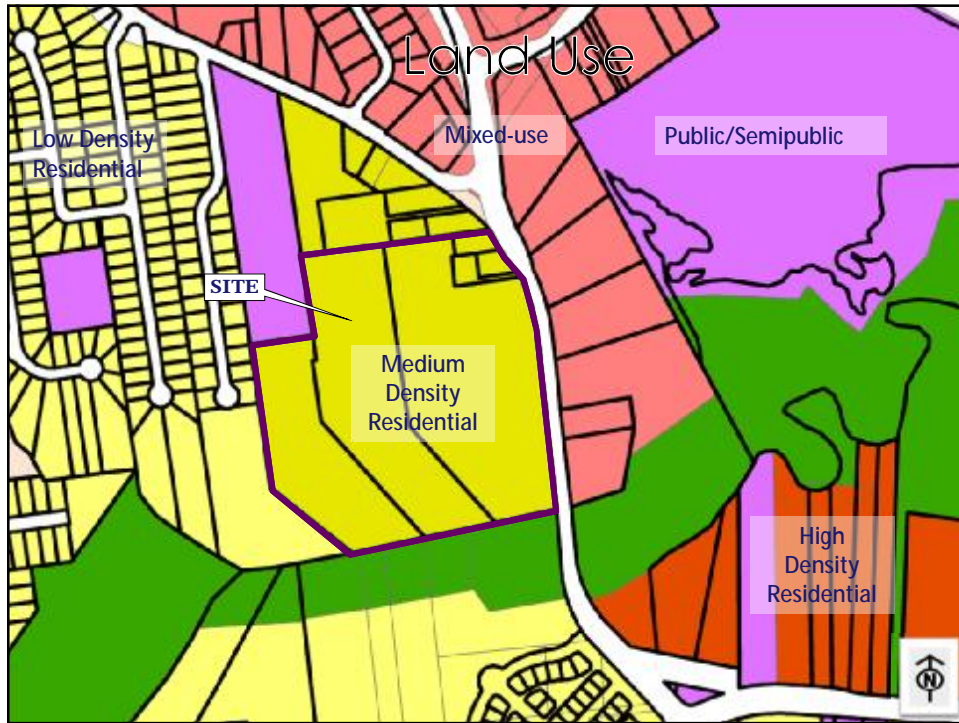 Land Use
Low Density
Residential
Mixed-use
Public/Semipublic
SITE
Medium
Density
Residential
High
Density
Residential
N